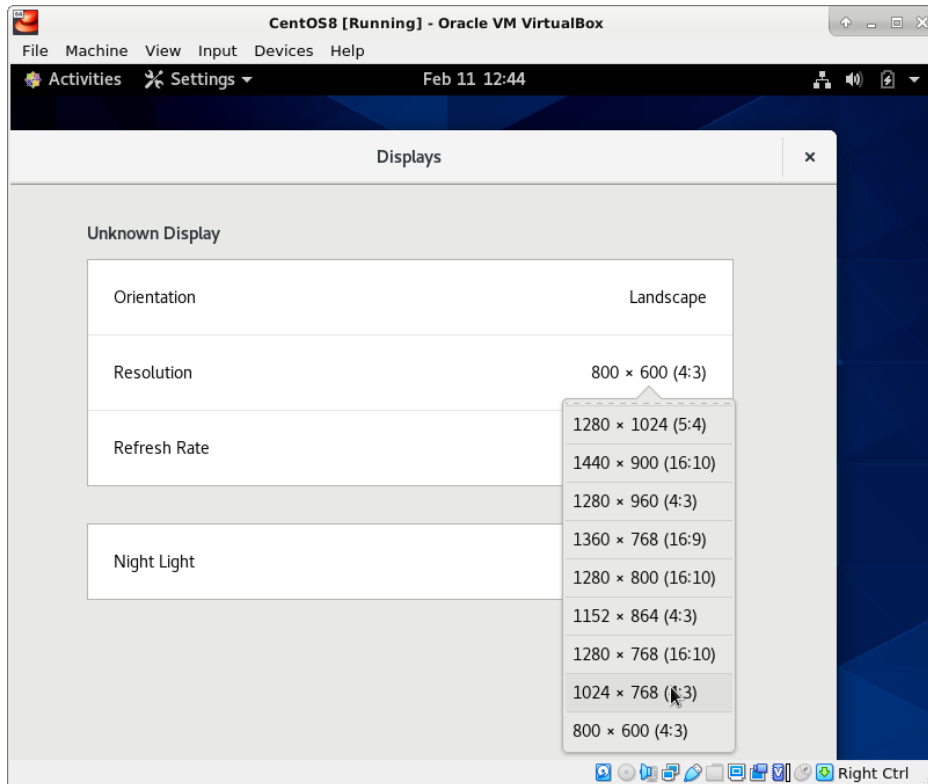 CentOS8 [Running] - Oracle VM VirtualBox
File Machine View Input Devices Help
Activities Settings Feb 11 12:44
Displays
Unknown Display
Orientation Landscape
Resolution 800 × 600 (4:3)
1280 × 1024 (5:4)
Refresh Rate
1440 × 900 (16:10)
1280 × 960 (4:3)
1360 × 768 (16:9)
Night Light
1280 × 800 (16:10)
1152 × 864 (4:3)
1280 × 768 (16:10)
1024 × 768 (4:3)
800 × 600 (4:3)
Right Ctrl